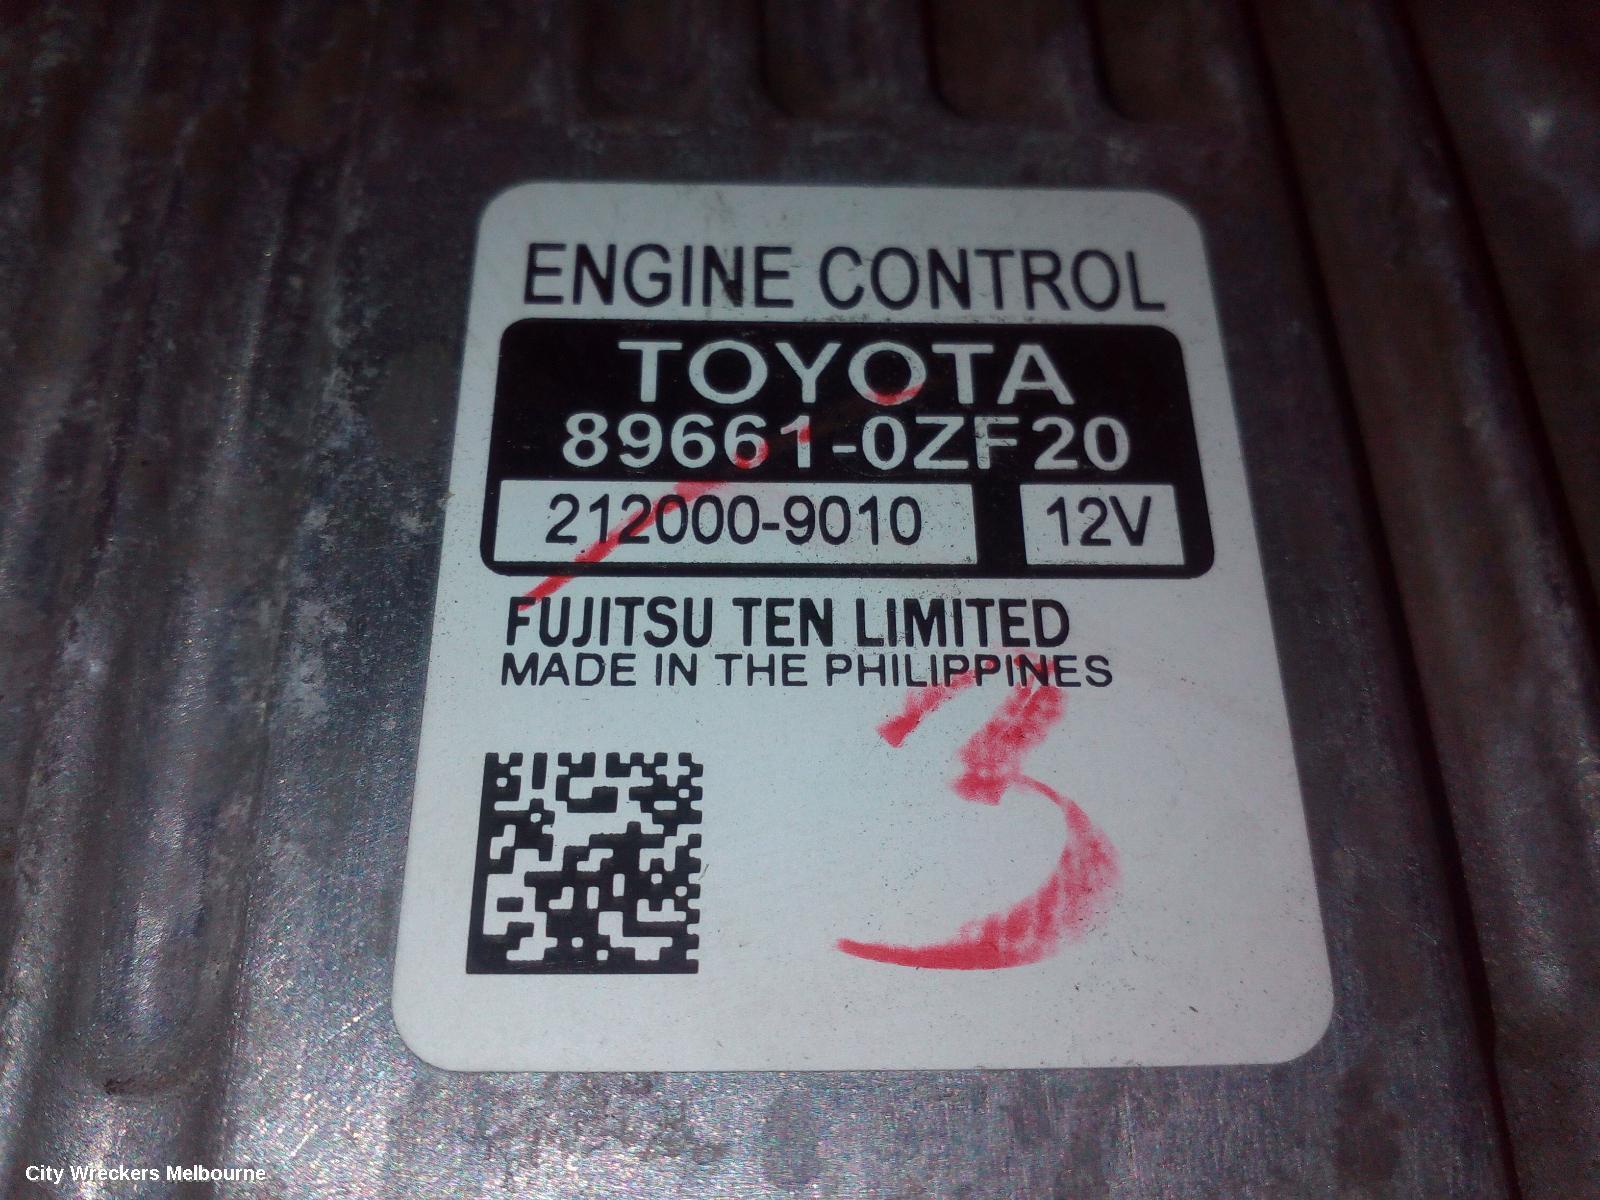 ENGINE CONTROL
TOYOTA
89661-0ZF20
212000-9010 12V
FUJITSU TEN LIMITED
MADE IN THE PHILIPPINES
3
City Wreckers Melbourne